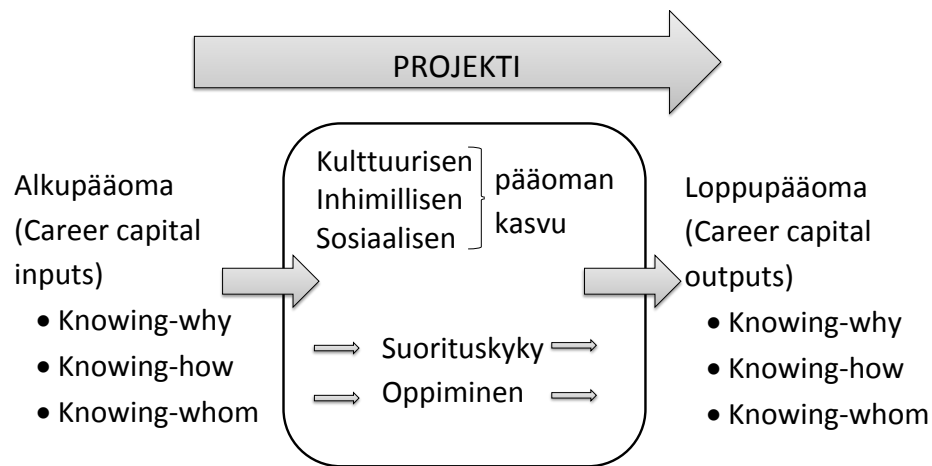 PROJEKTI
Alkupääoma
(Career capital
inputs)
• Knowing-why
• Knowing-how
• Knowing-whom
Kulttuurisen
Inhimillisen
Sosiaalisen
pääoman
kasvu
Suorituskyky
Oppiminen
Loppupääoma
(Career capital
outputs)
• Knowing-why
• Knowing-how
• Knowing-whom